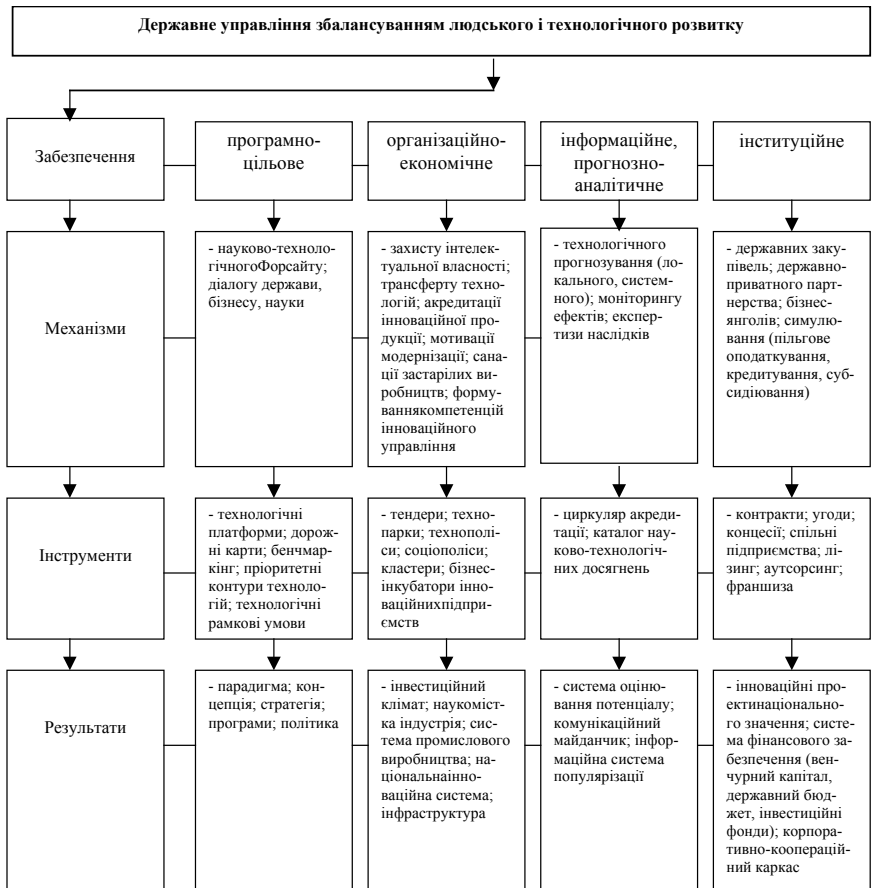 Державне управління збалансуванням людського і технологічного розвитку
Забезпечення
програмно-
цільове
організаційно-
економічне
інформаційне,
прогнозно-
аналітичне
інституційне
Механізми
- науково-техноло-
гічногоФорсайту;
діалогу держави,
бізнесу, науки
- захисту інтелек-
туальної власності;
трансферту техно-
логій; акредитації
інноваційної про-
дукції; мотивації
модернізації; сана-
ції застарілих ви-
робництв; форму-
ваннякомпетенцій
інноваційного
управління
- технологічного
прогнозування (ло-
кального, систем-
ного); моніторингу
ефектів; експер-
тизи наслідків
- державних заку-
півель; державно-
приватного парт-
нерства; бізнес-
янголів; симулю-
вання (пільгове
оподаткування,
кредитування, суб-
сидіювання)
Інструменти
- технологічні
платформи; дорож-
ні карти; бенчмар-
кінг; пріоритетні
контури техноло-
гій; технологічні
рамкові умови
- тендери; техно-
парки; технополі-
си; соціополіси;
кластери; бізнес-
інкубатори інно-
ваційнихпідпри-
ємств
- циркуляр акреди-
тації; каталог нау-
ково-технологіч-
них досягнень
- контракти; угоди;
концесії; спільні
підприємства; лі-
зинг; аутсорсинг;
франшиза
Результати
- парадигма; кон-
цепція; стратегія;
програми; політика
- інвестиційний
клімат; наукоміст-
ка індустрія; сис-
тема промислового
виробництва; на-
ціональнаінно-
ваційна система;
інфраструктура
- система оціню-
вання потенціалу;
комунікаційний
майданчик; інфор-
маційна система
популяризації
- інноваційні про-
ектинаціонально-
го значення; систе-
ма фінансового за-
безпечення (вен-
чурний капітал,
державний бюд-
жет, інвестиційні
фонди); корпора-
тивно-кооперацій-
ний каркас